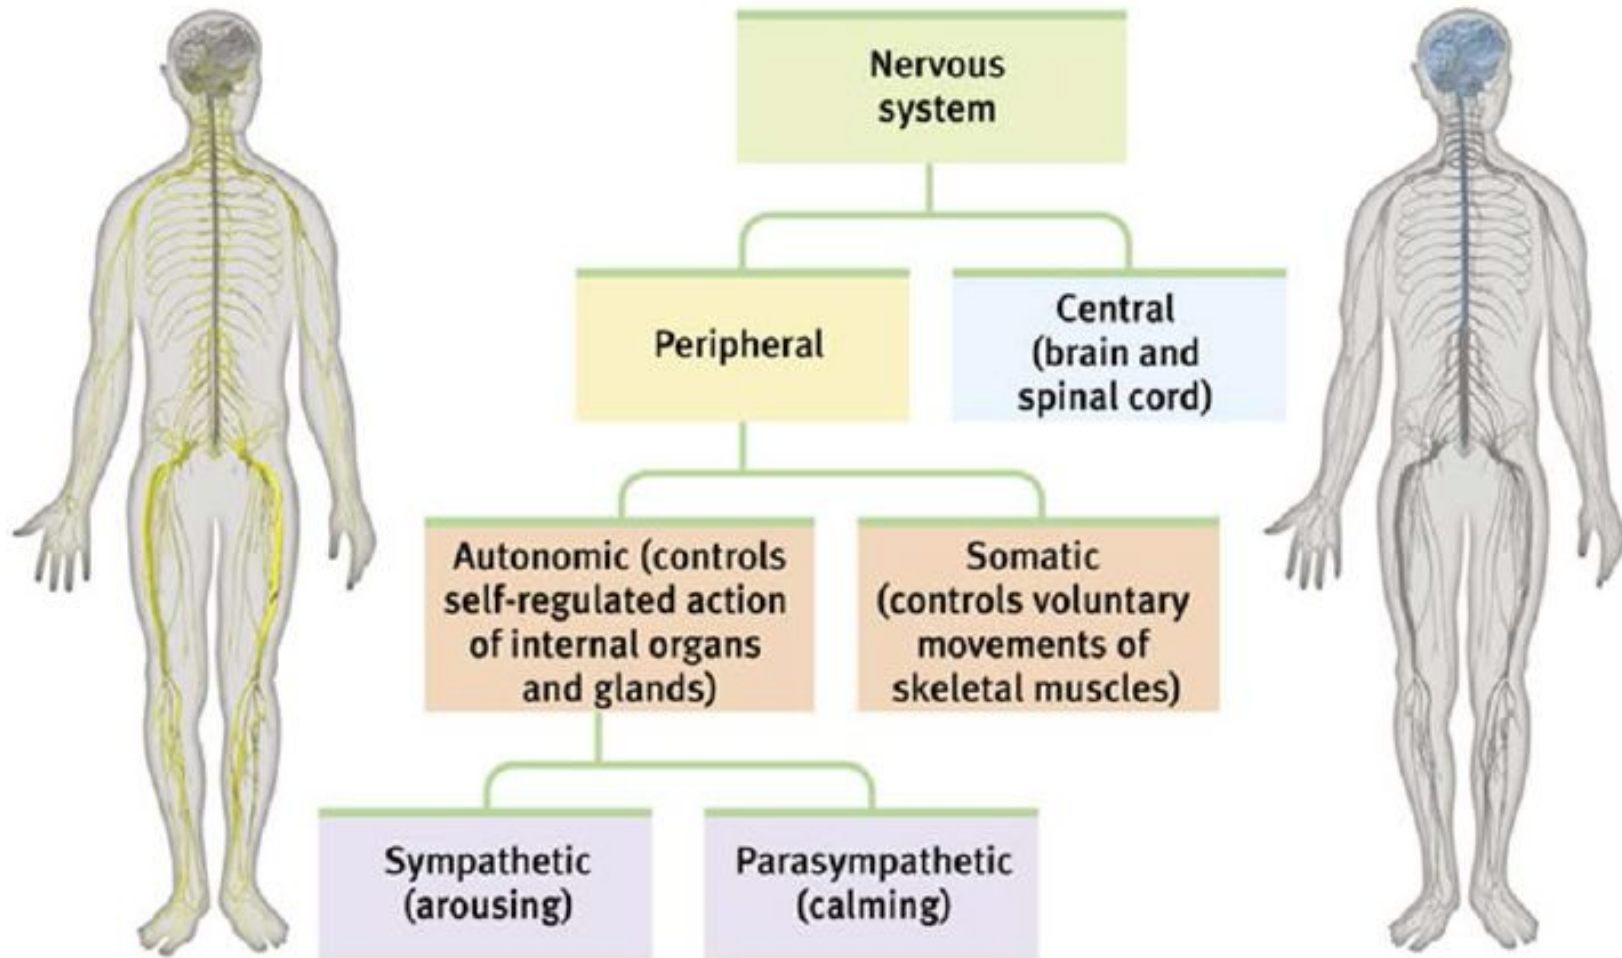 Nervous
system
Peripheral
Central
(brain and
spinal cord)
Autonomic (controls
self-regulated action
of internal organs
and glands)
Somatic
(controls voluntary
movements of
skeletal muscles)
Sympathetic
(arousing)
Parasympathetic
(calming)